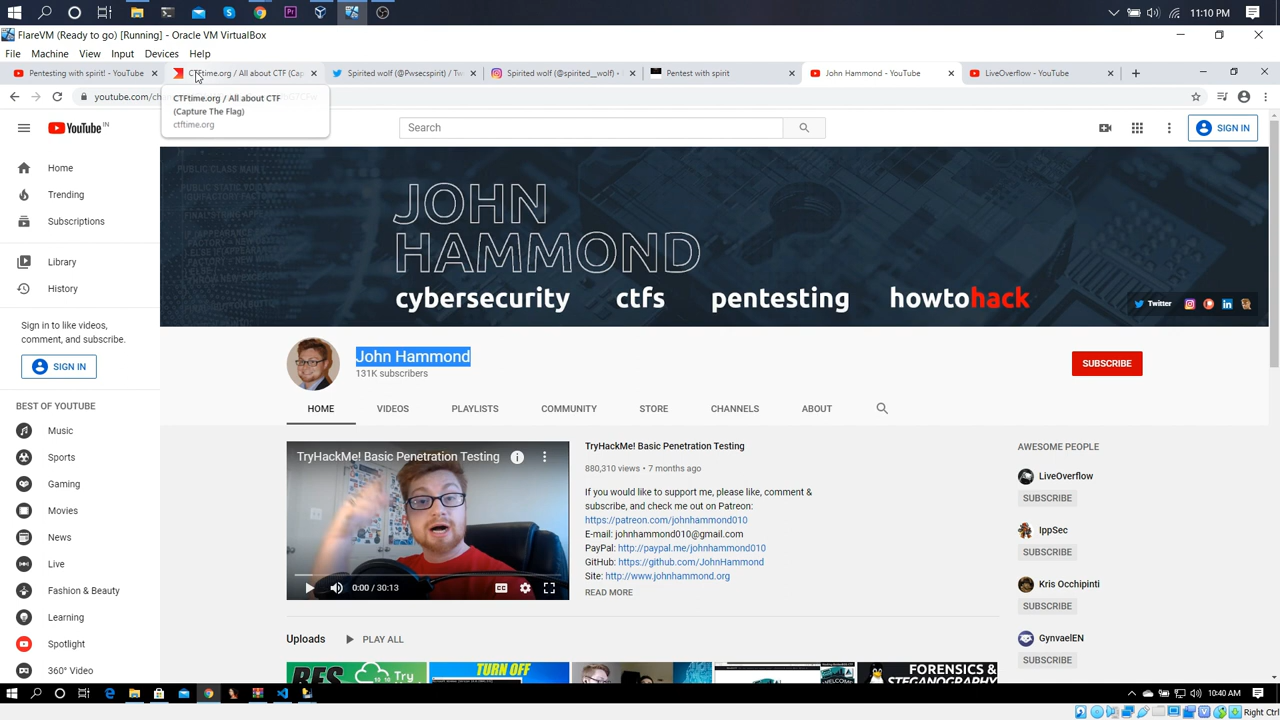 11:10 PM
FlareVM (Ready to go) [Running] - Oracle VM VirtualBox
File Machine View Input Devices Help
Pentesting with spirit! - YouTube
CTFtime.org / All about CTF (Cap
Spirited wolf (@Pwsecspirit) / Tw
Spirited wolf (@spirited__wolf) •
Pentest with spirit
John Hammond - YouTube
LiveOverflow - YouTube
youtube.com/ch
CTFtime.org / All about CTF
(Capture The Flag)
ctftime.org
YouTube IN
Search
SIGN IN
Home
Trending
Subscriptions
Library
History
Sign in to like videos,
comment, and subscribe.
SIGN IN
BEST OF YOUTUBE
Music
Sports
Gaming
Movies
News
Live
Fashion & Beauty
Learning
Spotlight
360° Video
JOHN
HAMMOND
cybersecurity ctfs pentesting howtohack
Twitter
John Hammond
131K subscribers
SUBSCRIBE
HOME VIDEOS PLAYLISTS COMMUNITY STORE CHANNELS ABOUT
TryHackMe! Basic Penetration Testing
0:00 / 30:13
TryHackMe! Basic Penetration Testing
880,310 views • 7 months ago
If you would like to support me, please like, comment &
subscribe, and check me out on Patreon:
https://patreon.com/johnhammond010
E-mail: johnhammond010@gmail.com
PayPal: http://paypal.me/johnhammond010
GitHub: https://github.com/JohnHammond
Site: http://www.johnhammond.org
READ MORE
AWESOME PEOPLE
LiveOverflow
SUBSCRIBE
IppSec
SUBSCRIBE
Kris Occhipinti
SUBSCRIBE
GynvaelEN
SUBSCRIBE
Uploads PLAY ALL
Try
TURN OFF
FORENSICS &
STEGANOGRAPHY
10:40 AM
Right Ctrl